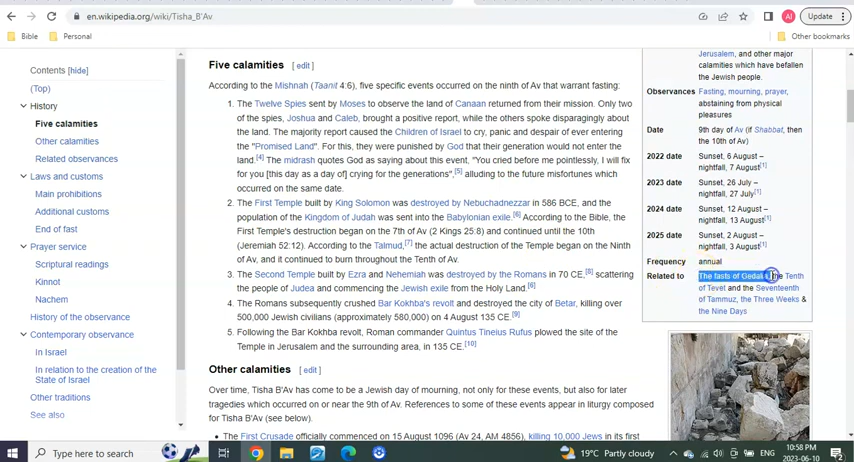 en.wikipedia.org/wiki/Tisha_B'Av
AI
Update
Bible
Personal
Other bookmarks
Contents [hide]
(Top)
History
Five calamities
Other calamities
Related observances
Laws and customs
Main prohibitions
Additional customs
End of fast
Prayer service
Scriptural readings
Kinnot
Nachem
History of the observance
Contemporary observance
In Israel
In relation to the creation of the
State of Israel
Other traditions
See also
Five calamities [ edit ]
According to the Mishnah (Taanit 4:6), five specific events occurred on the ninth of Av that warrant fasting:
1. The Twelve Spies sent by Moses to observe the land of Canaan returned from their mission. Only two
of the spies, Joshua and Caleb, brought a positive report, while the others spoke disparagingly about
the land. The majority report caused the Children of Israel to cry, panic and despair of ever entering
the "Promised Land". For this, they were punished by God that their generation would not enter the
land.[4] The midrash quotes God as saying about this event, "You cried before me pointlessly, I will fix
for you [this day as a day of] crying for the generations",[5] alluding to the future misfortunes which
occurred on the same date.
2. The First Temple built by King Solomon was destroyed by Nebuchadnezzar in 586 BCE, and the
population of the Kingdom of Judah was sent into the Babylonian exile.[6] According to the Bible, the
First Temple's destruction began on the 7th of Av (2 Kings 25:8) and continued until the 10th
(Jeremiah 52:12). According to the Talmud,[7] the actual destruction of the Temple began on the Ninth
of Av, and it continued to burn throughout the Tenth of Av.
3. The Second Temple built by Ezra and Nehemiah was destroyed by the Romans in 70 CE,[8] scattering
the people of Judea and commencing the Jewish exile from the Holy Land.[6]
4. The Romans subsequently crushed Bar Kokhba's revolt and destroyed the city of Betar, killing over
500,000 Jewish civilians (approximately 580,000) on 4 August 135 CE.[9]
5. Following the Bar Kokhba revolt, Roman commander Quintus Tineius Rufus plowed the site of the
Temple in Jerusalem and the surrounding area, in 135 CE.[10]
Other calamities [ edit ]
Over time, Tisha B'Av has come to be a Jewish day of mourning, not only for these events, but also for later
tragedies which occurred on or near the 9th of Av. References to some of these events appear in liturgy composed
for Tisha B'Av (see below).
• The First Crusade officially commenced on 15 August 1096 (Av 24, AM 4856), killing 10,000 Jews in its first
Jerusalem, and other major
calamities which have befallen
the Jewish people.
Observances Fasting, mourning, prayer,
abstaining from physical
pleasures
Date 9th day of Av (if Shabbat, then
the 10th of Av)
2022 date Sunset, 6 August –
nightfall, 7 August[1]
2023 date Sunset, 26 July –
nightfall, 27 July[1]
2024 date Sunset, 12 August –
nightfall, 13 August[1]
2025 date Sunset, 2 August –
nightfall, 3 August[1]
Frequency annual
Related to The fasts of Gedalia, the Tenth
of Tevet and the Seventeenth
of Tammuz, the Three Weeks &
the Nine Days
Type here to search
19°C Partly cloudy
ENG
10:58 PM
2023-06-10
2